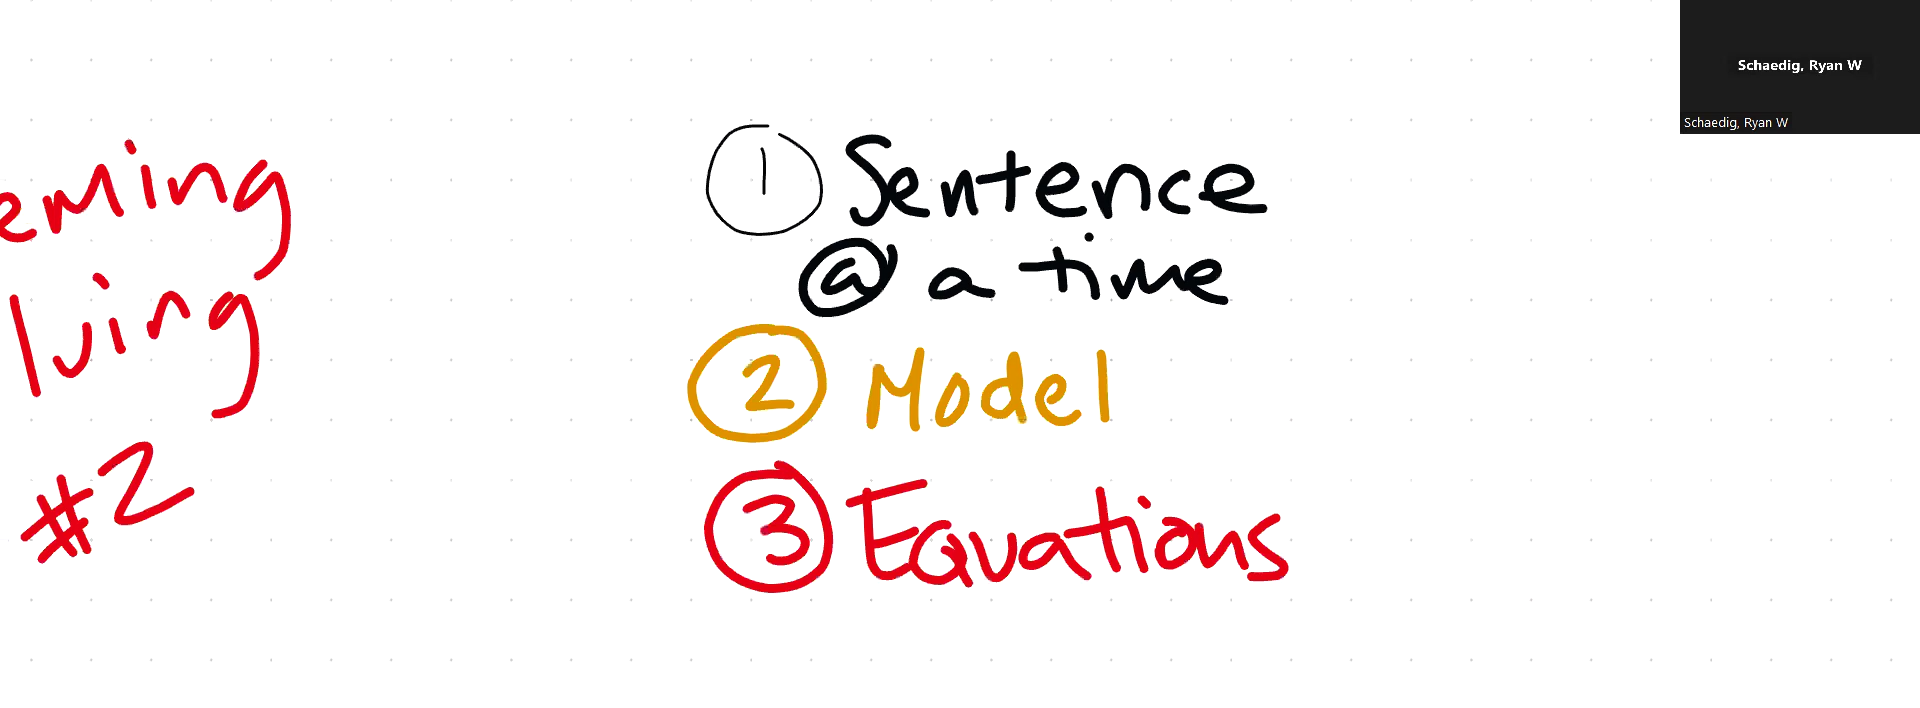 Schaedig, Ryan W
Schaedig, Ryan W
eming
lving
#2
1 Sentence
@ a time
2 Model
3 Equations